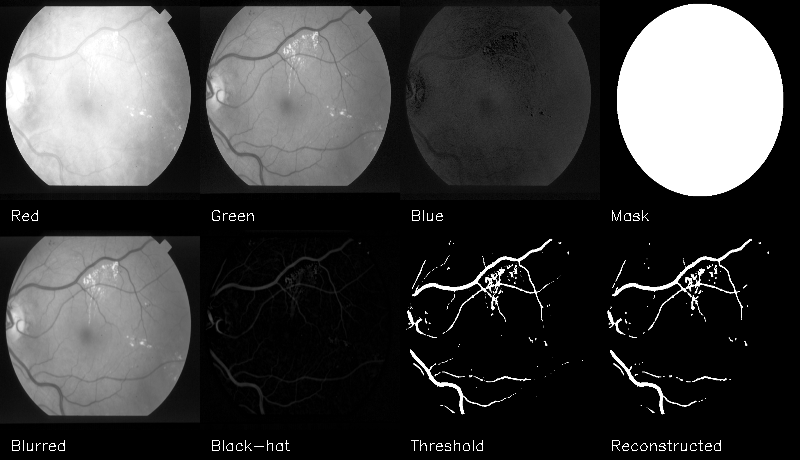 Red
Green
Blue
Mask
Blurred
Black-hat
Threshold
Reconstructed